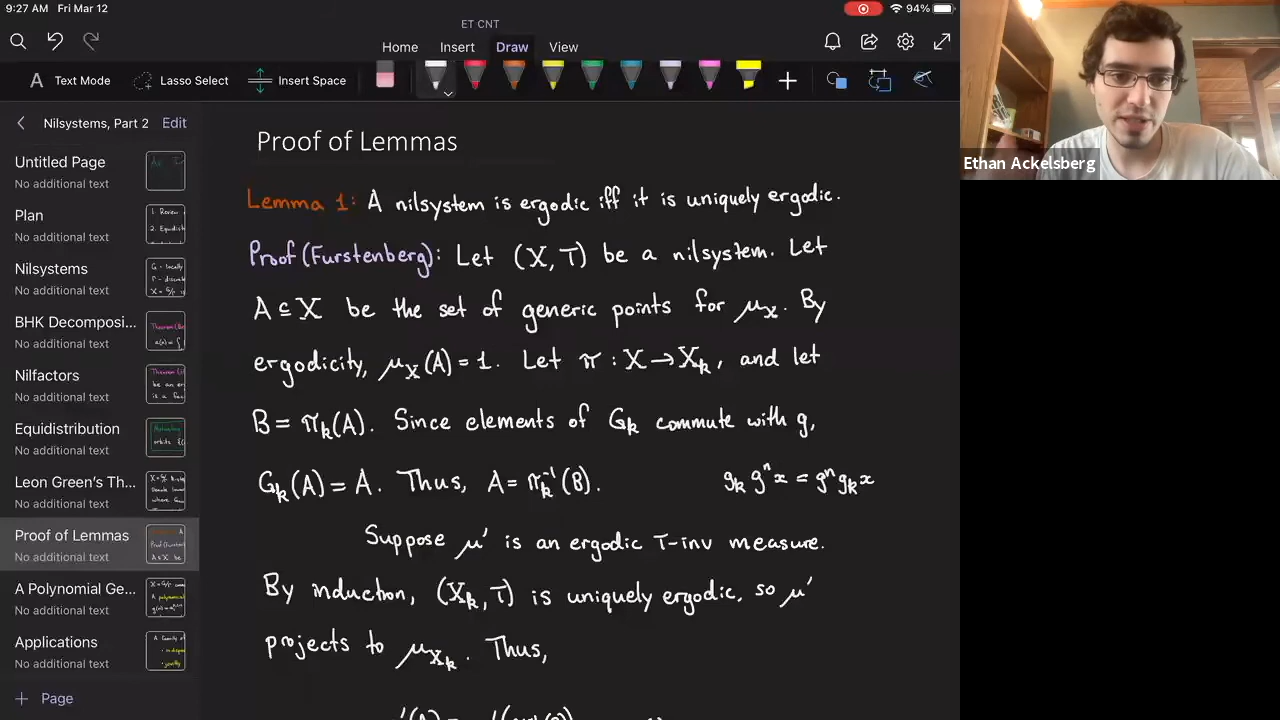 9:27 AM Fri Mar 12
94%
ET CNT
Home Insert Draw View
Text Mode Lasso Select Insert Space
Nilsystems, Part 2 Edit
Untitled Page
No additional text
Plan
No additional text
Nilsystems
No additional text
BHK Decomposi...
No additional text
Nilfactors
No additional text
Equidistribution
No additional text
Leon Green's Th...
No additional text
Proof of Lemmas
No additional text
A Polynomial Ge...
No additional text
Applications
No additional text
+ Page
Proof of Lemmas
Lemma 1: A nilsystem is ergodic iff it is uniquely ergodic.
Proof (Furstenberg): Let (X, T) be a nilsystem. Let
A ⊆ X be the set of generic points for μ_X. By
ergodicity, μ_X(A) = 1. Let π : X → X_k, and let
B = π_k(A). Since elements of G_k commute with g,
G_k(A) = A. Thus, A = π_k^{-1}(B). g_k g^n x = g^n g_k x
Suppose μ' is an ergodic T-inv measure.
By induction, (X_k, T) is uniquely ergodic, so μ'
projects to μ_{X_k}. Thus,
Ethan Ackelsberg